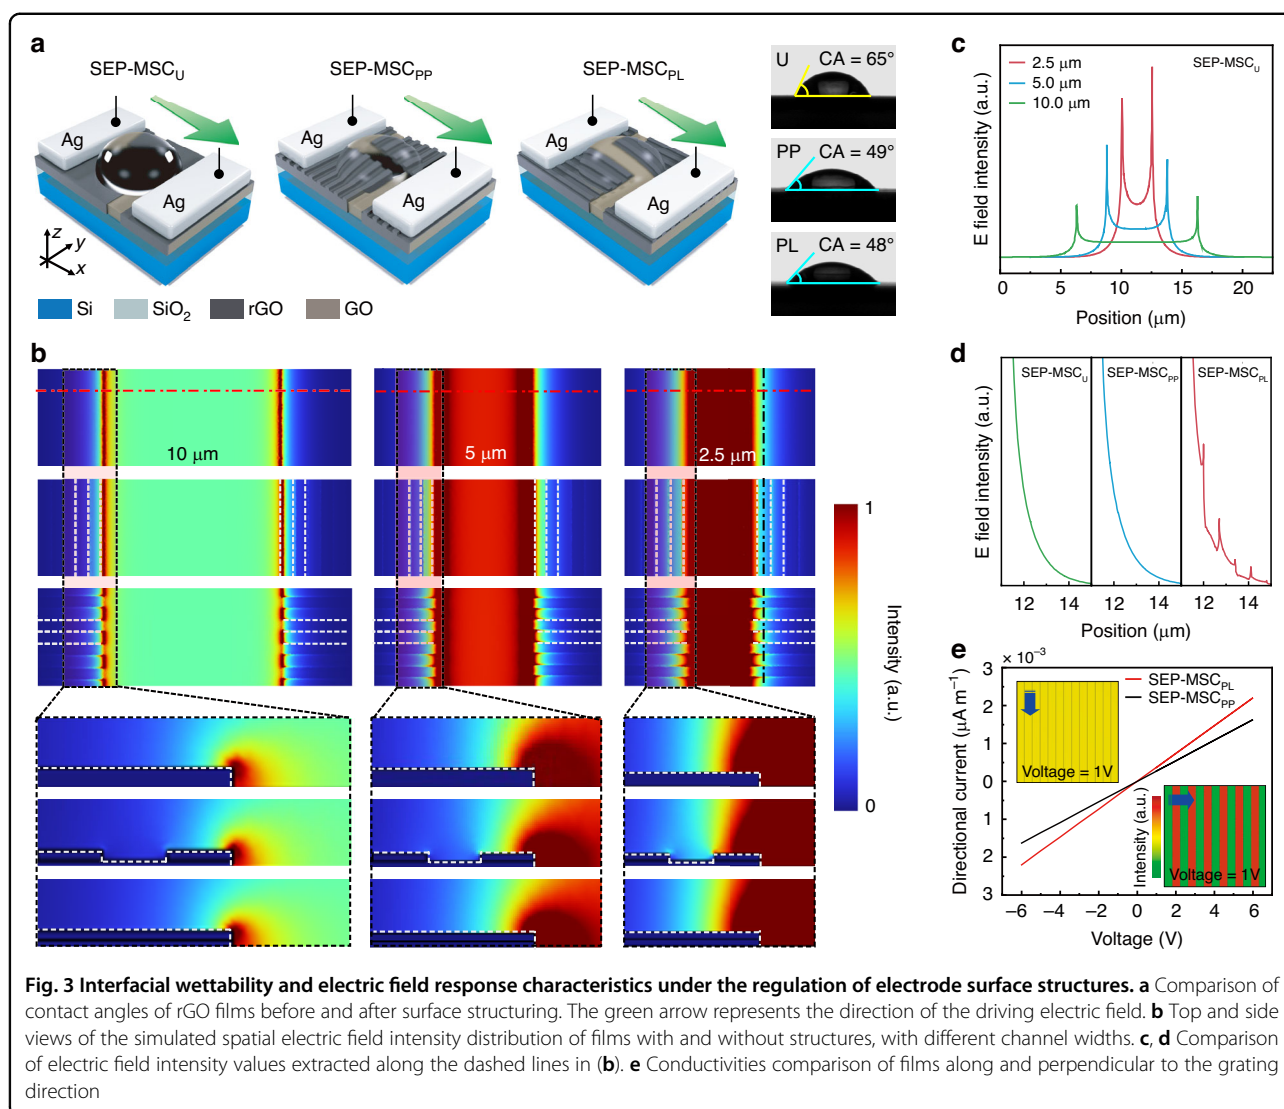 a
SEP-MSC_U
SEP-MSC_PP
SEP-MSC_PL
Ag
Ag
Ag
Ag
Ag
Ag
z
y
x
Si
SiO₂
rGO
GO
U
CA = 65°
PP
CA = 49°
PL
CA = 48°
c
2.5 μm
5.0 μm
10.0 μm
SEP-MSC_U
E field intensity (a.u.)
0 5 10 15 20
Position (μm)
b
10 μm
5 μm
2.5 μm
1
0
Intensity (a.u.)
d
SEP-MSC_U
SEP-MSC_PP
SEP-MSC_PL
E field intensity (a.u.)
12 14 12 14 12 14
Position (μm)
e
× 10⁻³
3
2
1
0
1
2
3
Directional current (μA m⁻¹)
SEP-MSC_PL
SEP-MSC_PP
Voltage = 1V
Intensity (a.u.)
Voltage = 1V
−6 −4 −2 0 2 4 6
Voltage (V)
Fig. 3 Interfacial wettability and electric field response characteristics under the regulation of electrode surface structures. a Comparison of
contact angles of rGO films before and after surface structuring. The green arrow represents the direction of the driving electric field. b Top and side
views of the simulated spatial electric field intensity distribution of films with and without structures, with different channel widths. c, d Comparison
of electric field intensity values extracted along the dashed lines in (b). e Conductivities comparison of films along and perpendicular to the grating
direction